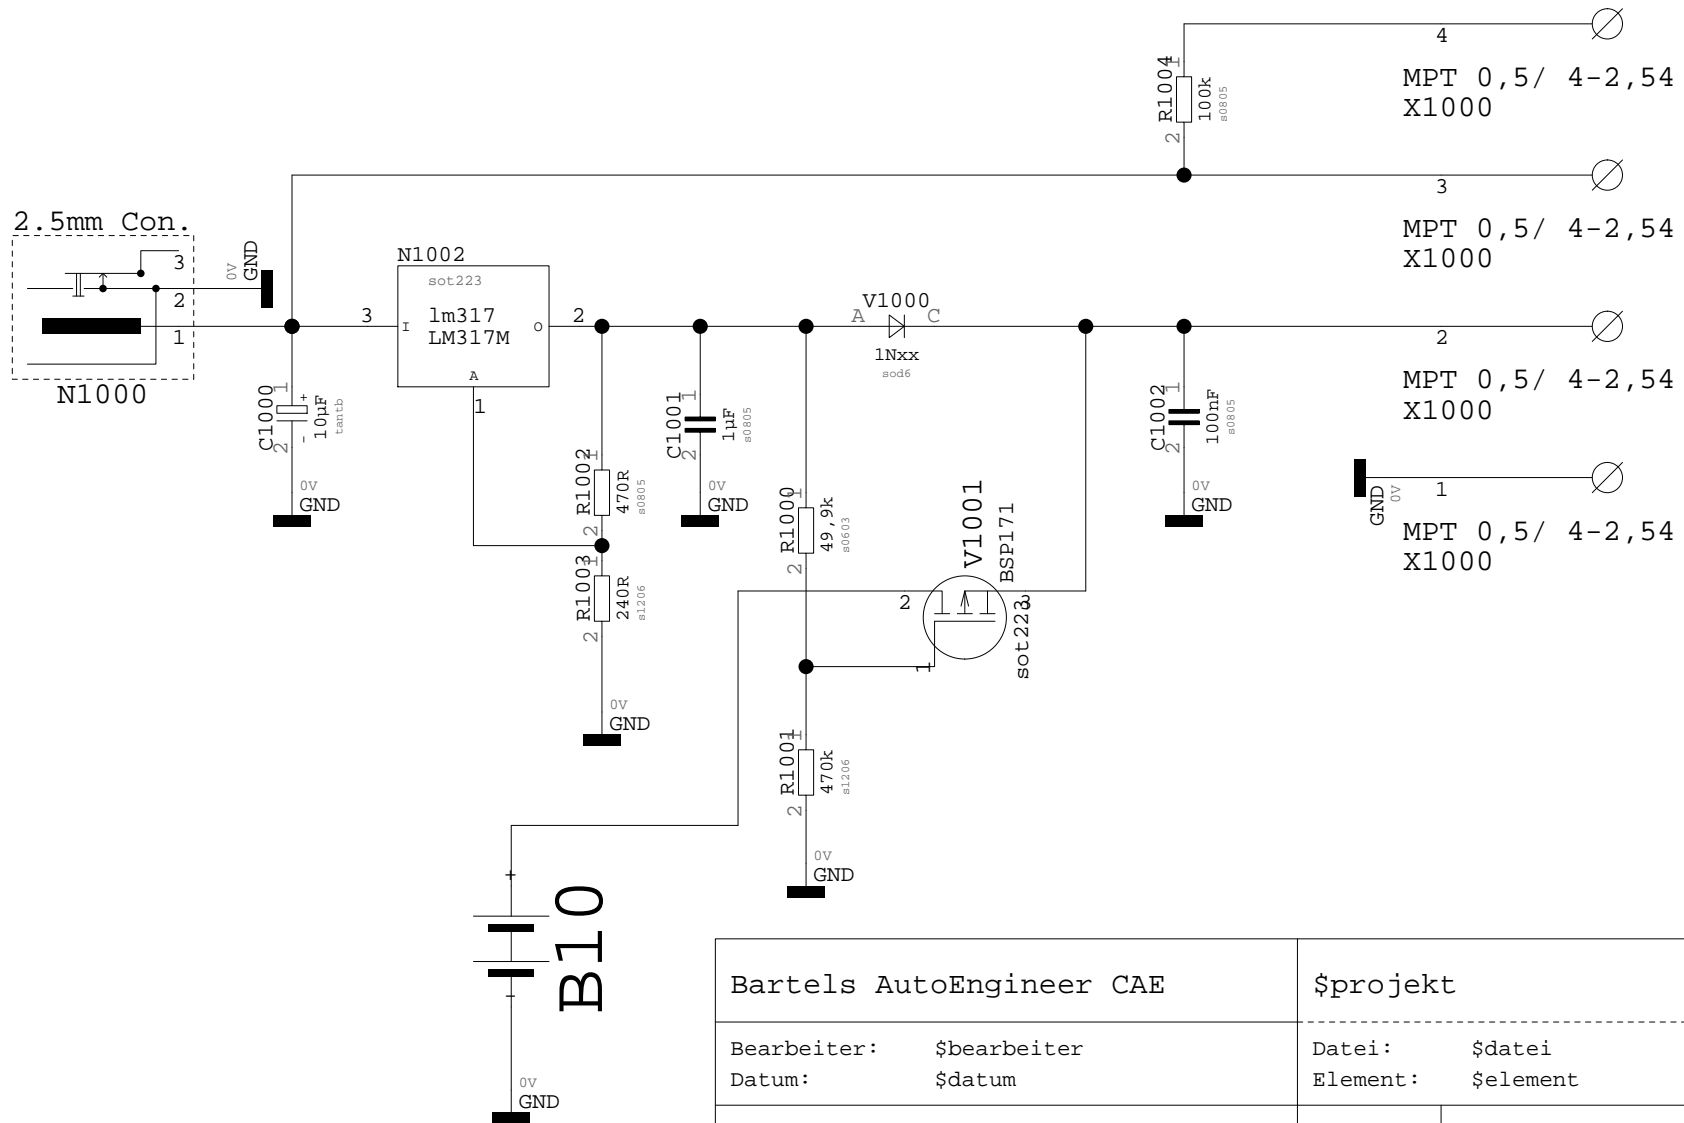 4
MPT 0,5/ 4-2,54
X1000
R1004
1
2
100k
s0805
3
MPT 0,5/ 4-2,54
X1000
2.5mm Con.
3
2
1
N1000
0V
GND
N1002
sot223
lm317
LM317M
3
I
O
2
A
1
V1000
A
C
1Nxx
sod6
2
MPT 0,5/ 4-2,54
X1000
C1000
1
2
+
-
10µF
tantb
0V
GND
R1002
1
2
470R
s0805
C1001
1
2
1µF
s0805
0V
GND
R1000
1
2
49,9k
s0603
V1001
BSP171
sot223
2
3
1
C1002
1
2
100nF
s0805
0V
GND
GND
0V
1
MPT 0,5/ 4-2,54
X1000
R1003
1
2
240R
s1206
0V
GND
R1001
1
2
470k
s1206
0V
GND
+
-
B10
0V
GND
Bartels AutoEngineer CAE
$projekt
Bearbeiter: $bearbeiter
Datum: $datum
Datei: $datei
Element: $element